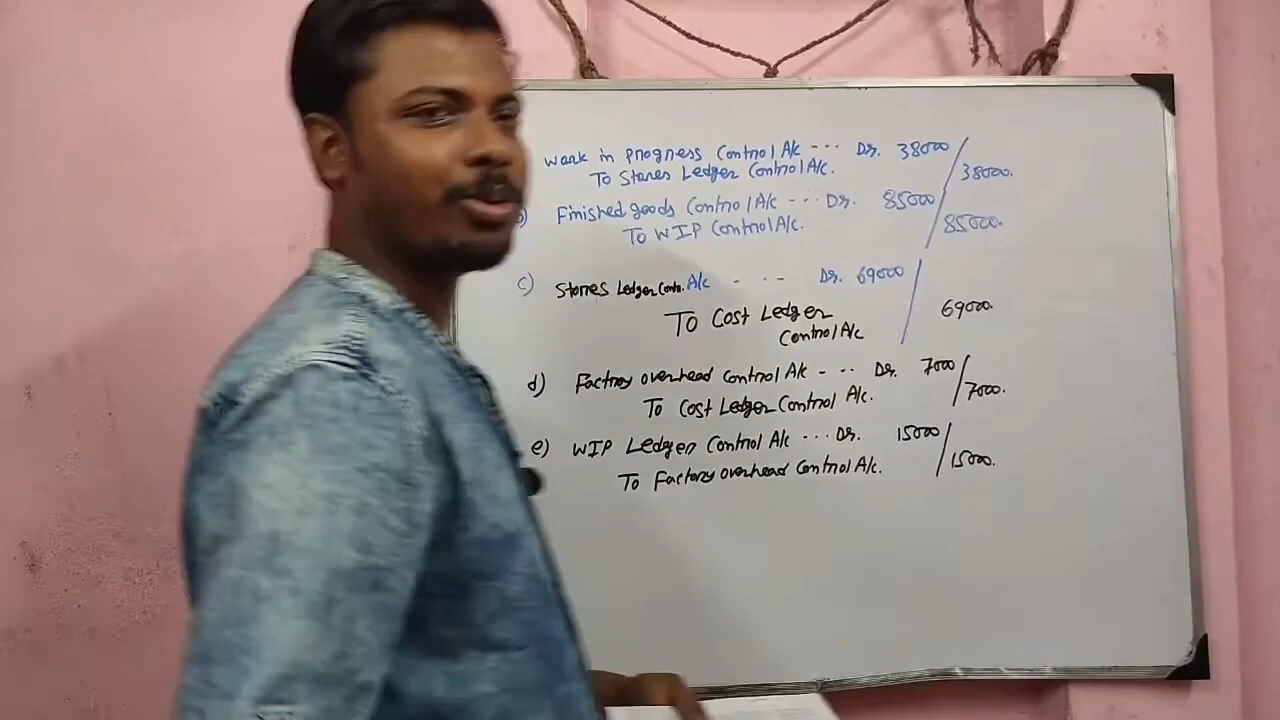 Work in progress Control A/c --- Dr. 38000
To Stores Ledger Control A/c. 38000.
) Finished goods Control A/c --- Dr. 85000
To WIP Control A/c. 85000.
c) Stores Ledger Contr. A/c - -- - Dr. 69000
To Cost Ledger 69000.
Control A/c
d) Factory overhead Control A/c - .. Dr. 7000
To Cost Ledger Control A/c. 7000.
e) WIP Ledger Control A/c ... Dr. 15000
To Factory overhead Control A/c. 15000.